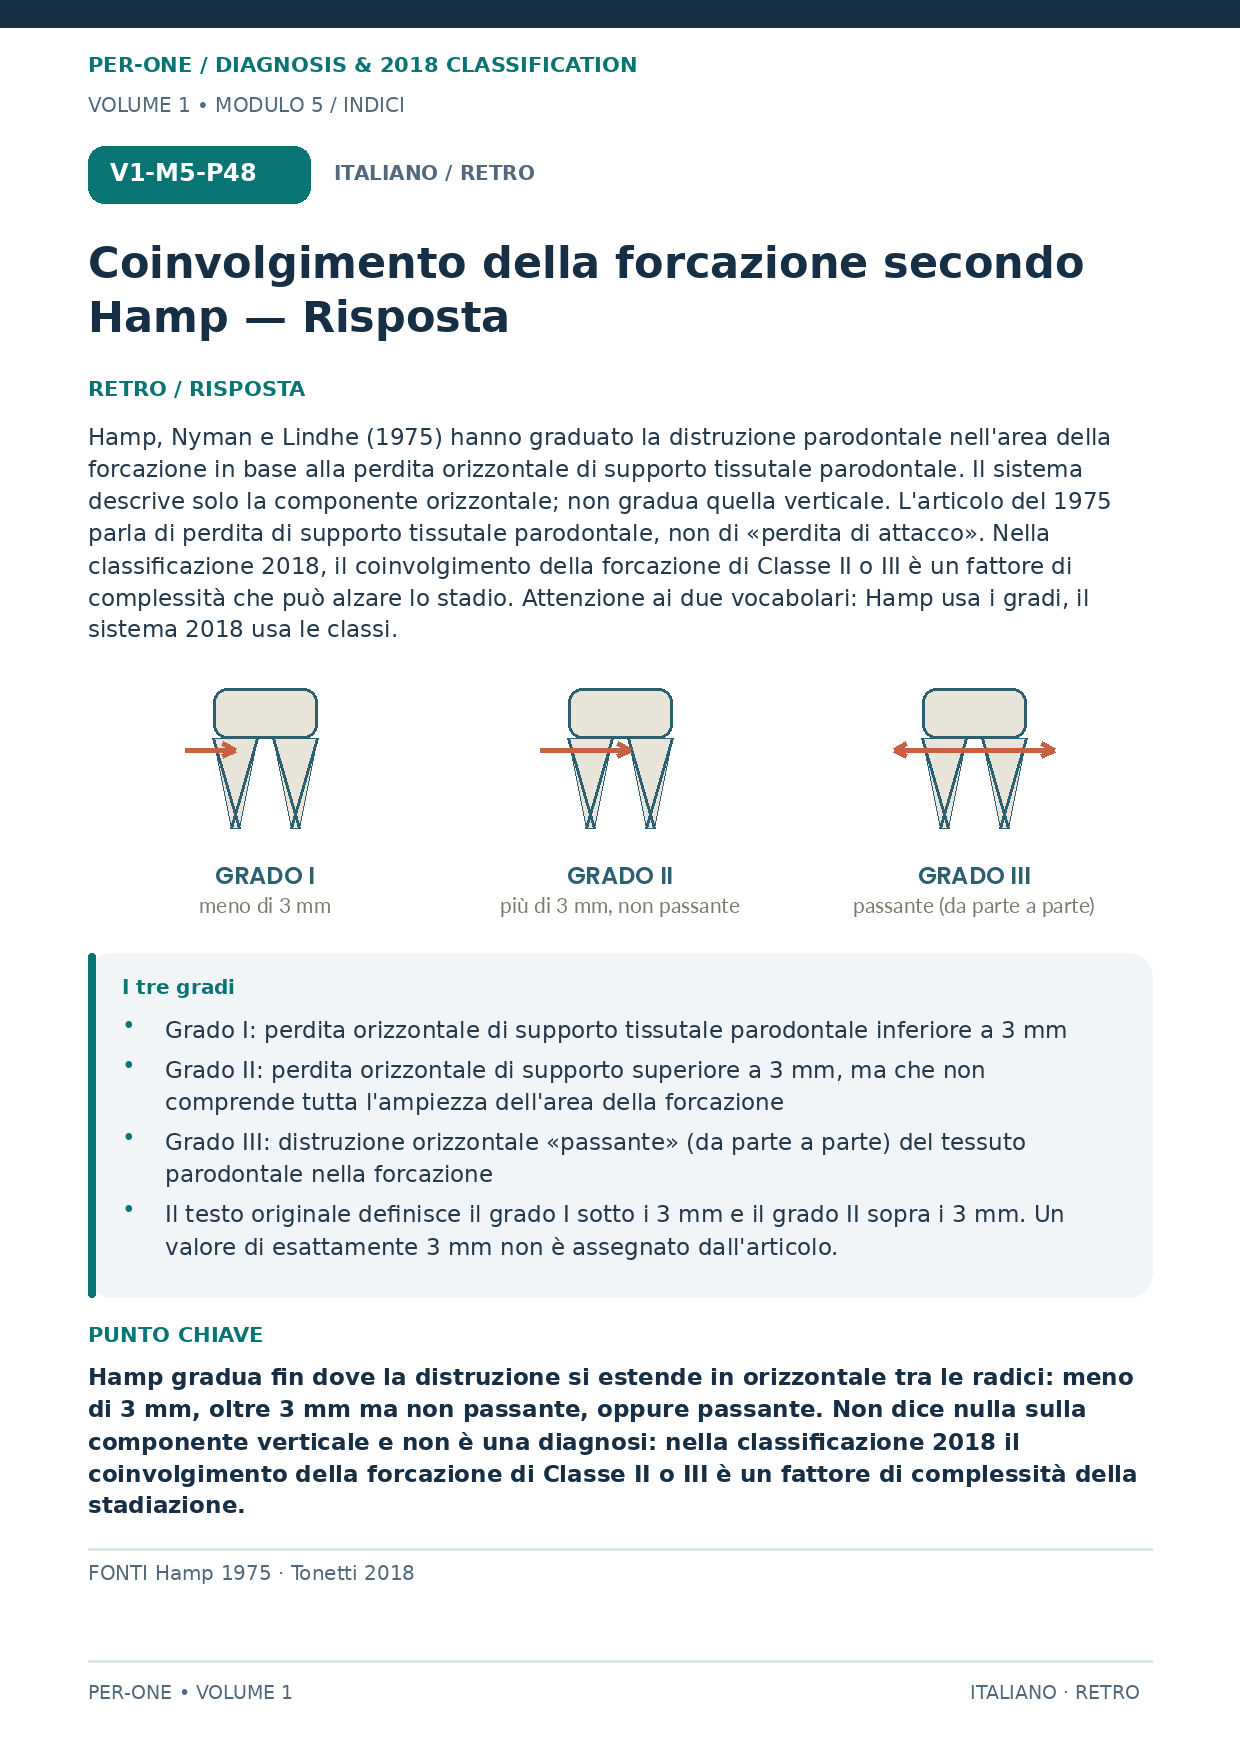 PER-ONE / DIAGNOSIS & 2018 CLASSIFICATION
VOLUME 1 • MODULO 5 / INDICI
V1-M5-P48
ITALIANO / RETRO
Coinvolgimento della forcazione secondo
Hamp — Risposta
RETRO / RISPOSTA
Hamp, Nyman e Lindhe (1975) hanno graduato la distruzione parodontale nell'area della
forcazione in base alla perdita orizzontale di supporto tissutale parodontale. Il sistema
descrive solo la componente orizzontale; non gradua quella verticale. L'articolo del 1975
parla di perdita di supporto tissutale parodontale, non di «perdita di attacco». Nella
classificazione 2018, il coinvolgimento della forcazione di Classe II o III è un fattore di
complessità che può alzare lo stadio. Attenzione ai due vocabolari: Hamp usa i gradi, il
sistema 2018 usa le classi.
GRADO I
meno di 3 mm
GRADO II
più di 3 mm, non passante
GRADO III
passante (da parte a parte)
I tre gradi
• Grado I: perdita orizzontale di supporto tissutale parodontale inferiore a 3 mm
• Grado II: perdita orizzontale di supporto superiore a 3 mm, ma che non
comprende tutta l'ampiezza dell'area della forcazione
• Grado III: distruzione orizzontale «passante» (da parte a parte) del tessuto
parodontale nella forcazione
• Il testo originale definisce il grado I sotto i 3 mm e il grado II sopra i 3 mm. Un
valore di esattamente 3 mm non è assegnato dall'articolo.
PUNTO CHIAVE
Hamp gradua fin dove la distruzione si estende in orizzontale tra le radici: meno
di 3 mm, oltre 3 mm ma non passante, oppure passante. Non dice nulla sulla
componente verticale e non è una diagnosi: nella classificazione 2018 il
coinvolgimento della forcazione di Classe II o III è un fattore di complessità della
stadiazione.
FONTI Hamp 1975 · Tonetti 2018
PER-ONE • VOLUME 1
ITALIANO · RETRO